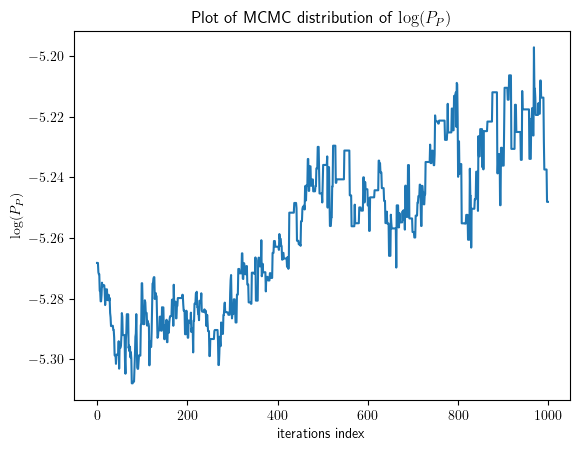 Plot of MCMC distribution of log(P_P)
−5.20
−5.22
−5.24
−5.26
−5.28
−5.30
log(P_P)
0 200 400 600 800 1000
iterations index